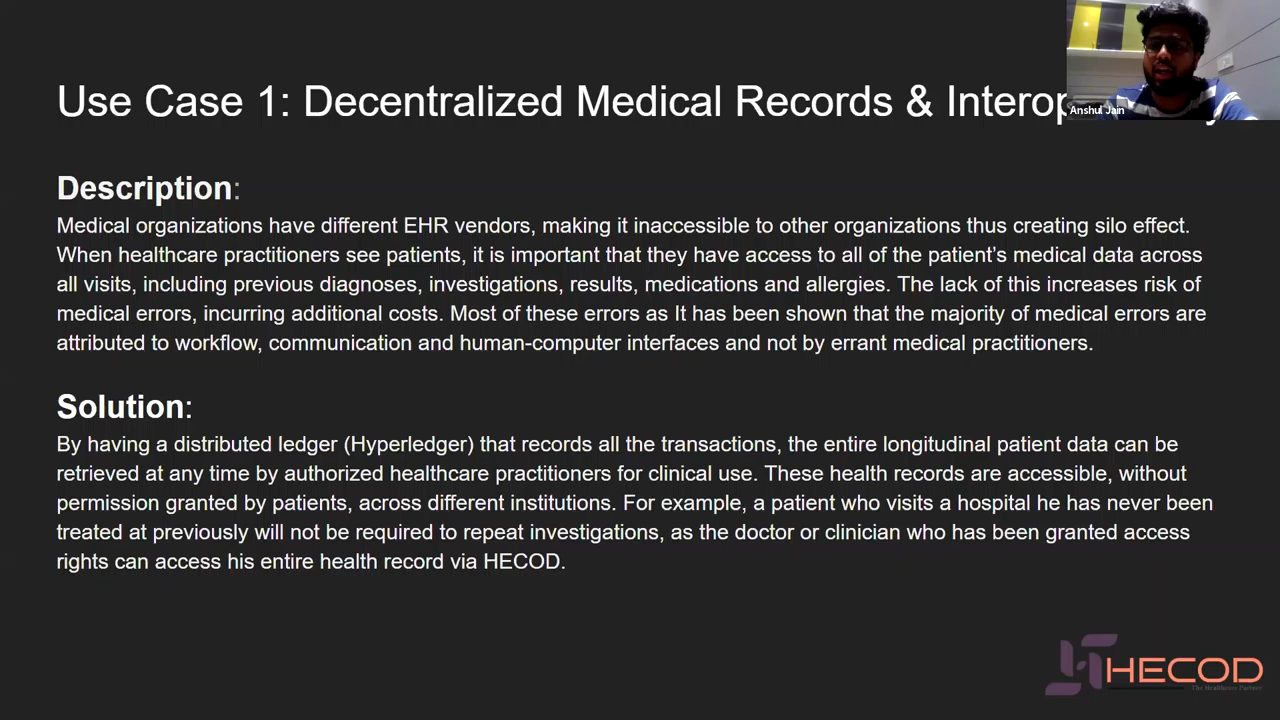 Use Case 1: Decentralized Medical Records &
Anshul Jain
Description:
Medical organizations have different EHR vendors, making it inaccessible to other organizations thus creating silo effect.
When healthcare practitioners see patients, it is important that they have access to all of the patient’s medical data across
all visits, including previous diagnoses, investigations, results, medications and allergies. The lack of this increases risk of
medical errors, incurring additional costs. Most of these errors as It has been shown that the majority of medical errors are
attributed to workflow, communication and human-computer interfaces and not by errant medical practitioners.
Solution:
By having a distributed ledger (Hyperledger) that records all the transactions, the entire longitudinal patient data can be
retrieved at any time by authorized healthcare practitioners for clinical use. These health records are accessible, without
permission granted by patients, across different institutions. For example, a patient who visits a hospital he has never been
treated at previously will not be required to repeat investigations, as the doctor or clinician who has been granted access
rights can access his entire health record via HECOD.
HECOD
The Healthcare Partner